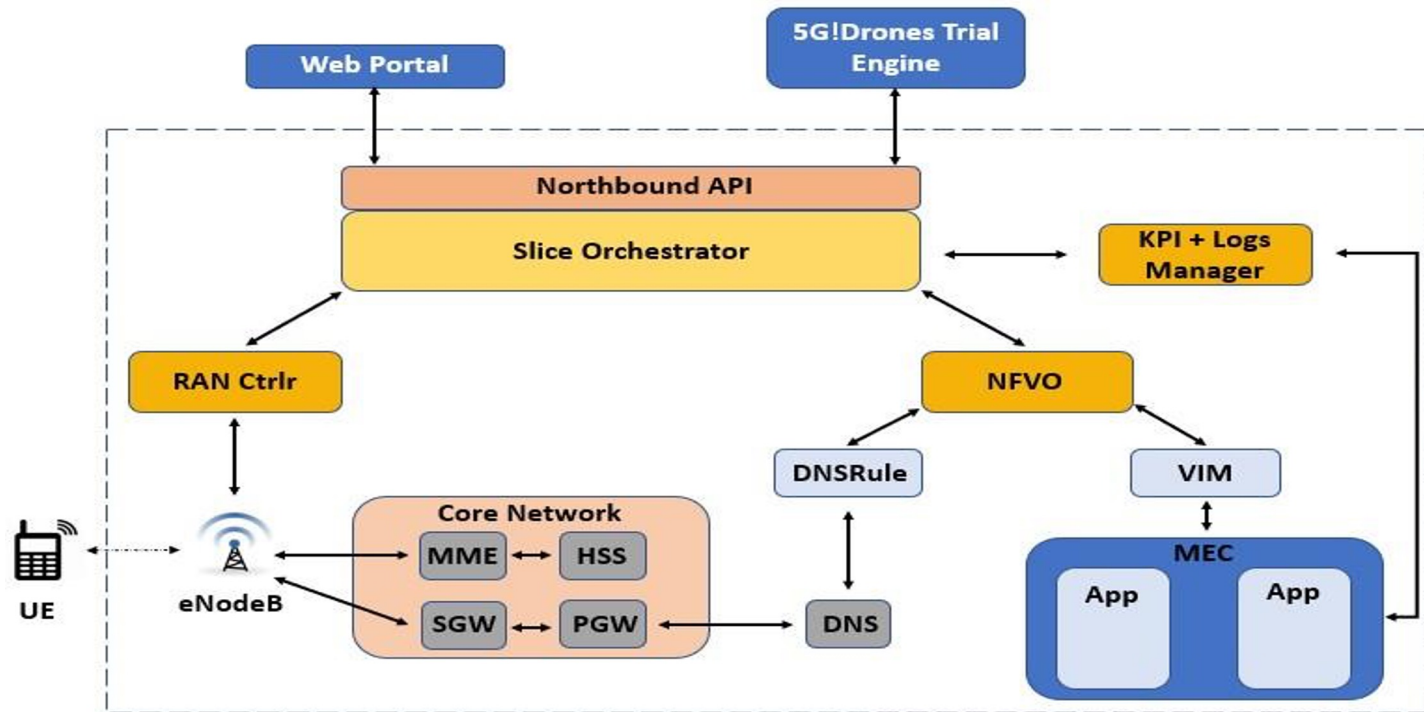 5G!Drones Trial
Engine
Web Portal
Northbound API
Slice Orchestrator
KPI + Logs
Manager
RAN Ctrlr
NFVO
DNSRule
VIM
Core Network
MME
HSS
MEC
App
App
UE
eNodeB
SGW
PGW
DNS